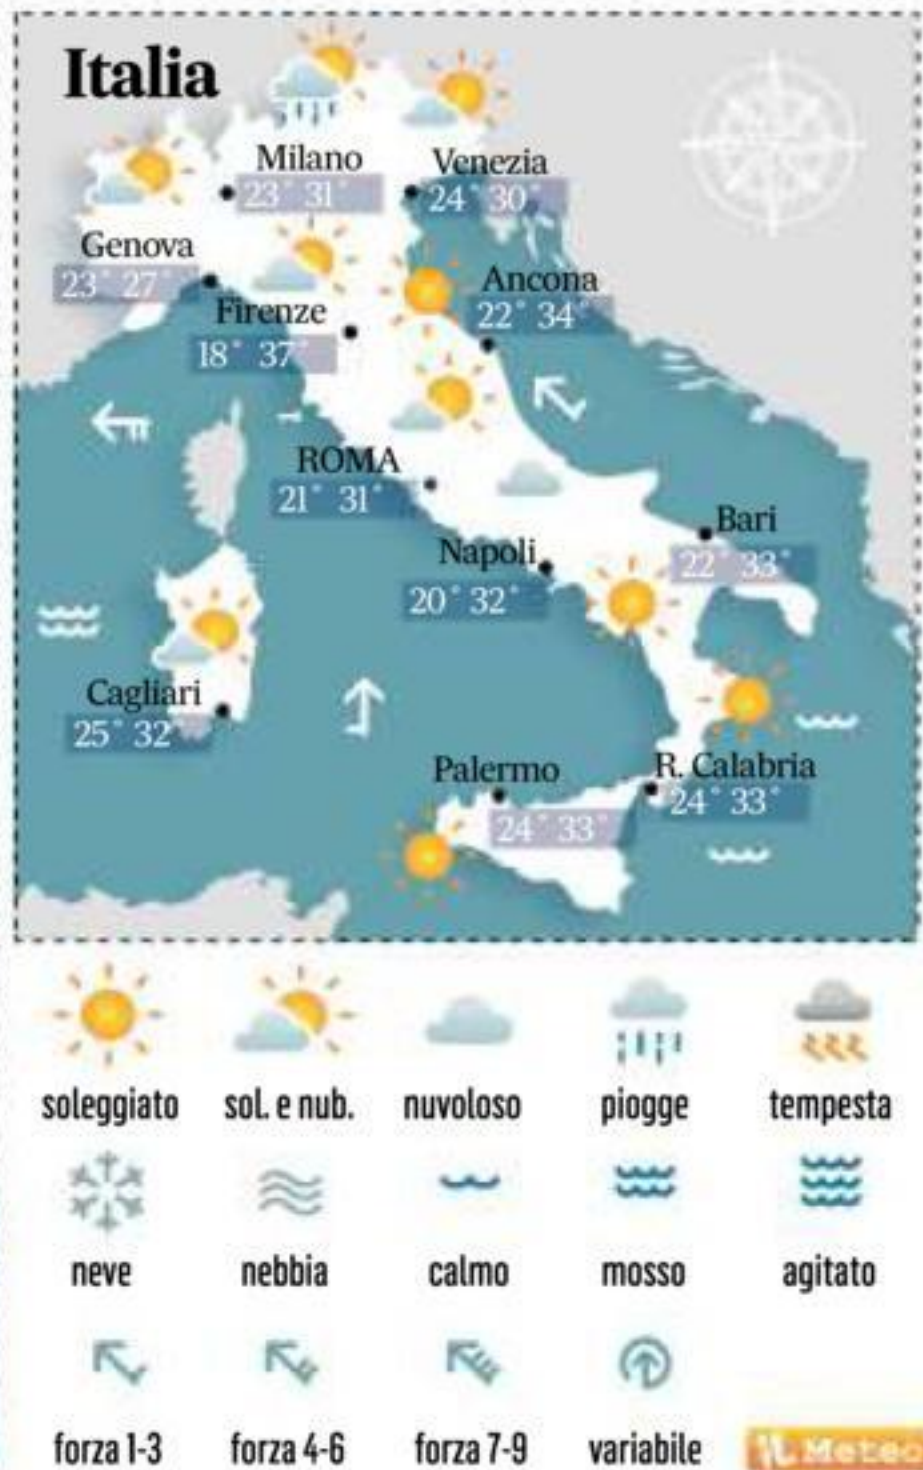 Italia
Milano
23° 31°
Venezia
24° 30°
Genova
23° 27°
Ancona
22° 34°
Firenze
18° 37°
ROMA
21° 31°
Bari
22° 33°
Napoli
20° 32°
Cagliari
25° 32°
Palermo
24° 33°
R. Calabria
24° 33°
soleggiato sol. e nub. nuvoloso piogge tempesta
neve nebbia calmo mosso agitato
forza 1-3 forza 4-6 forza 7-9 variabile
iL Meteo